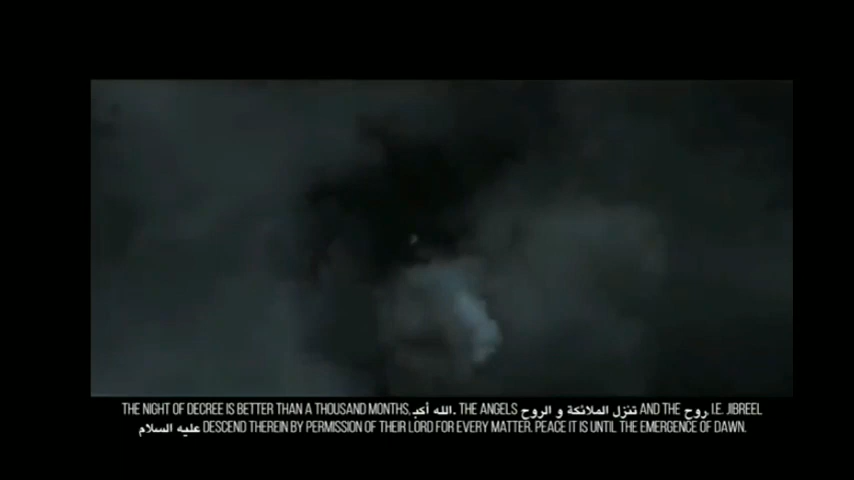 THE NIGHT OF DECREE IS BETTER THAN A THOUSAND MONTHS, الله أكبر. THE ANGELS تنزل الملائكة و الروح AND THE روح, I.E. JIBREEL
عليه السلام DESCEND THEREIN BY PERMISSION OF THEIR LORD FOR EVERY MATTER. PEACE IT IS UNTIL THE EMERGENCE OF DAWN.